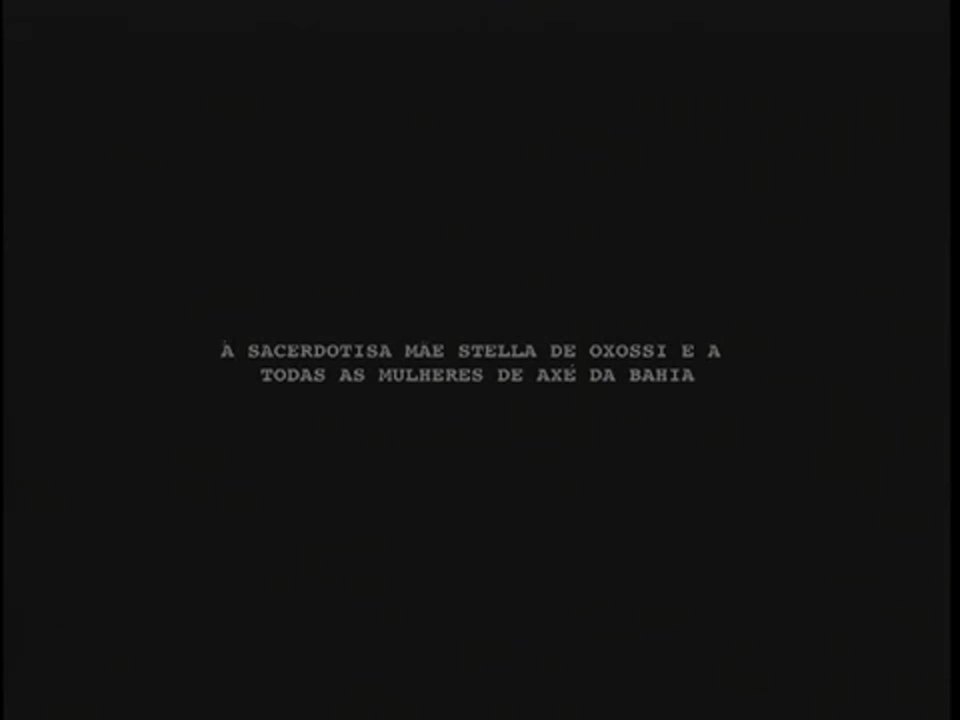 À SACERDOTISA MÃE STELLA DE OXOSSI E A
TODAS AS MULHERES DE AXÉ DA BAHIA